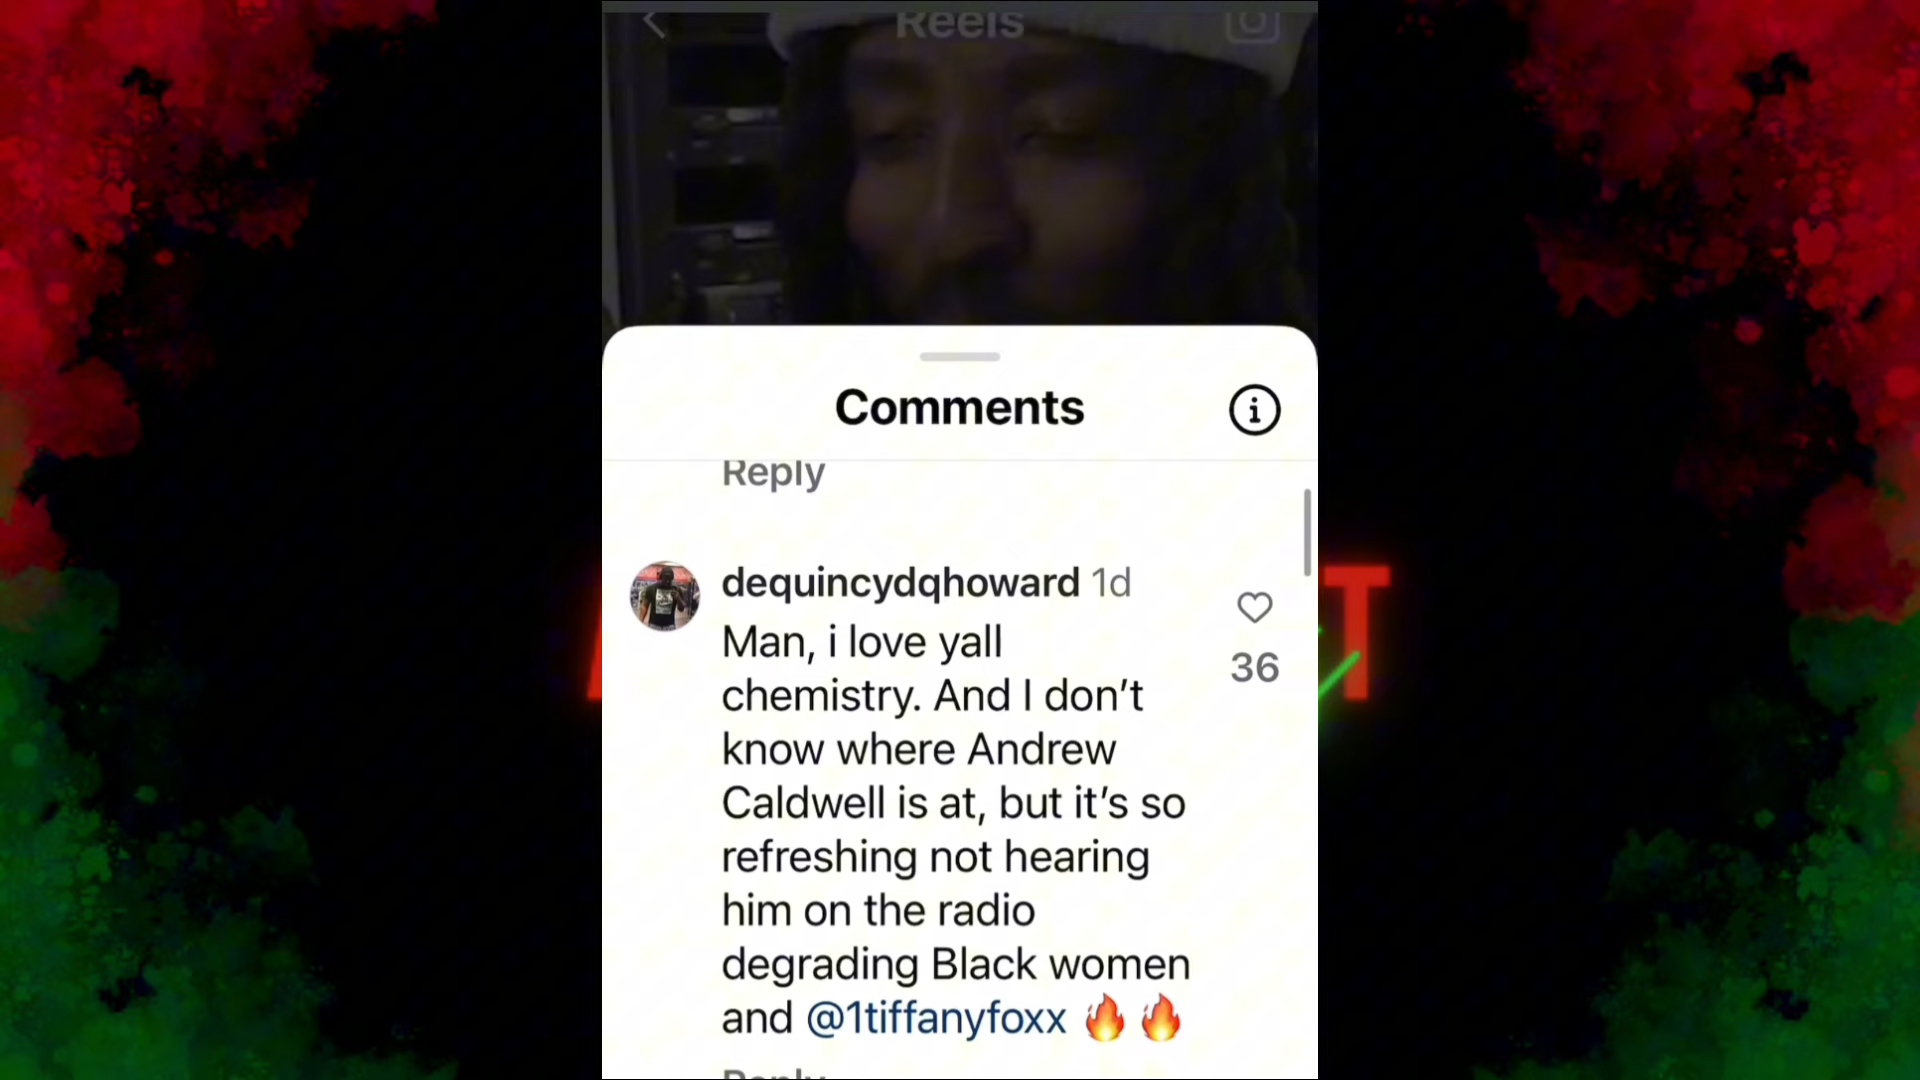 Reels
Comments
Reply
dequincydqhoward 1d
Man, i love yall
chemistry. And I don’t
know where Andrew
Caldwell is at, but it’s so
refreshing not hearing
him on the radio
degrading Black women
and @1tiffanyfoxx 🔥🔥
36
Reply
T